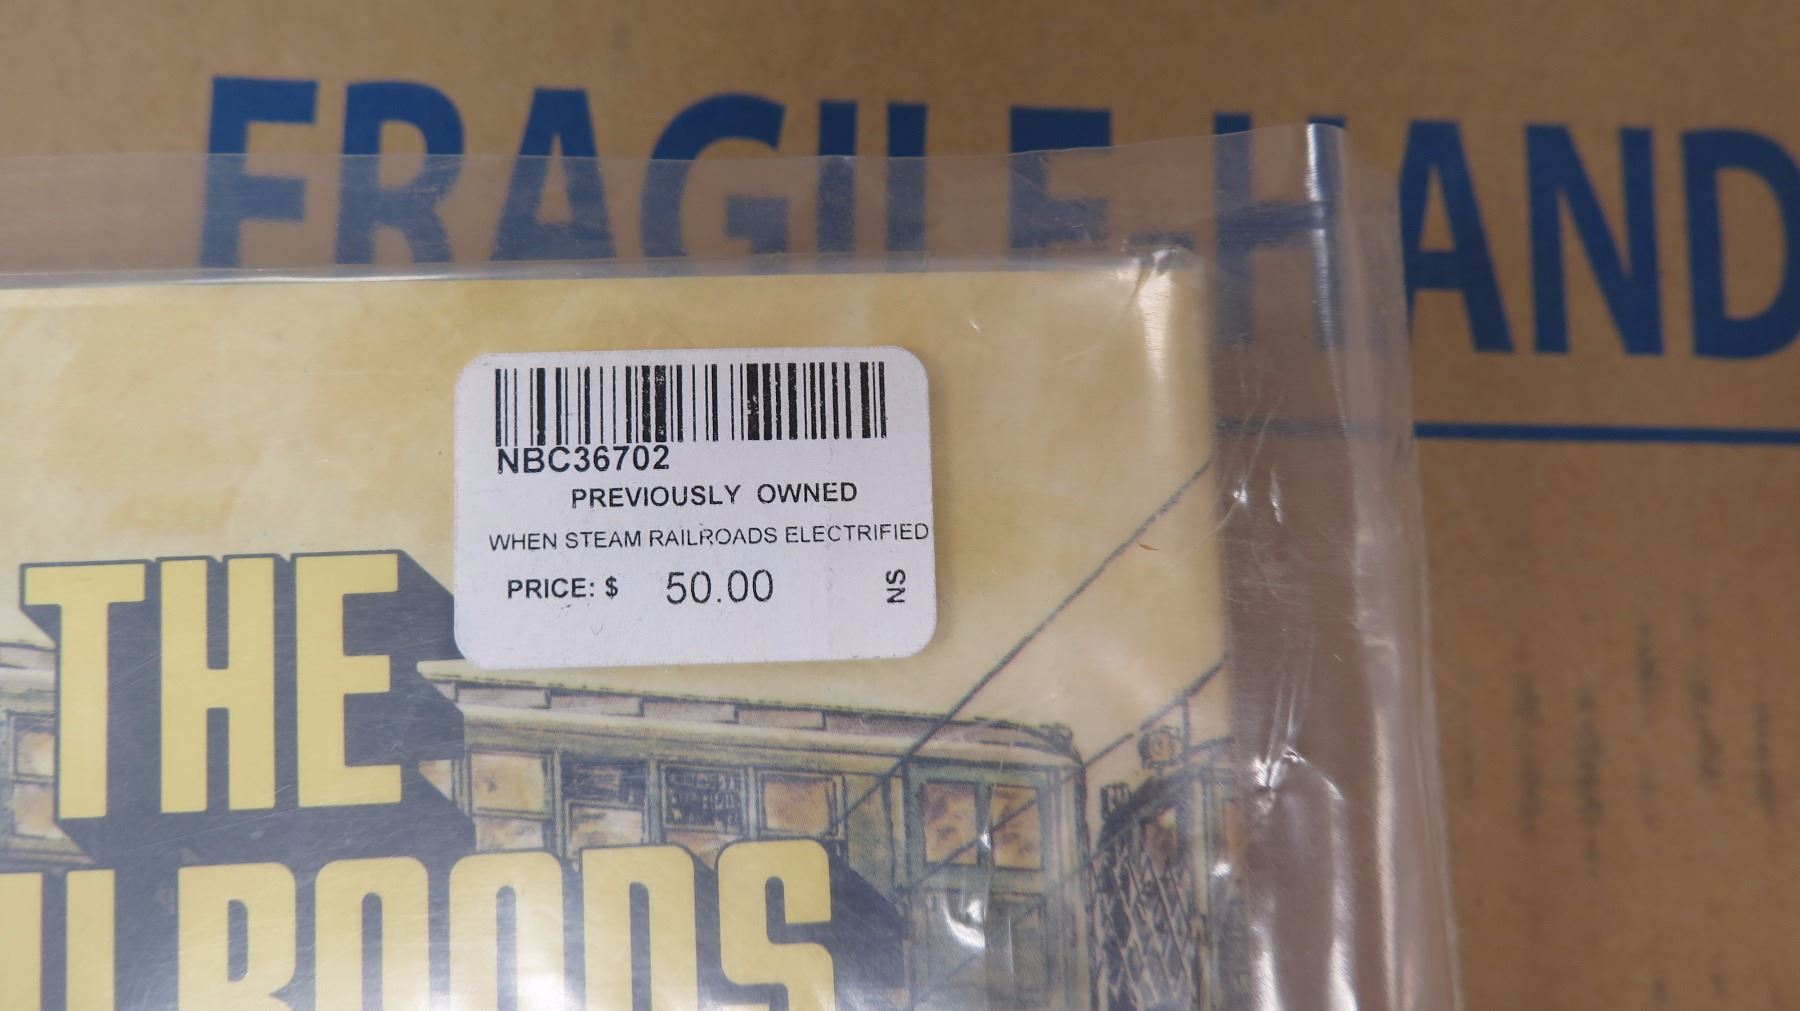 FRAGILE-HAND
NBC36702
PREVIOUSLY OWNED
WHEN STEAM RAILROADS ELECTRIFIED
PRICE: $ 50.00
NS
THE